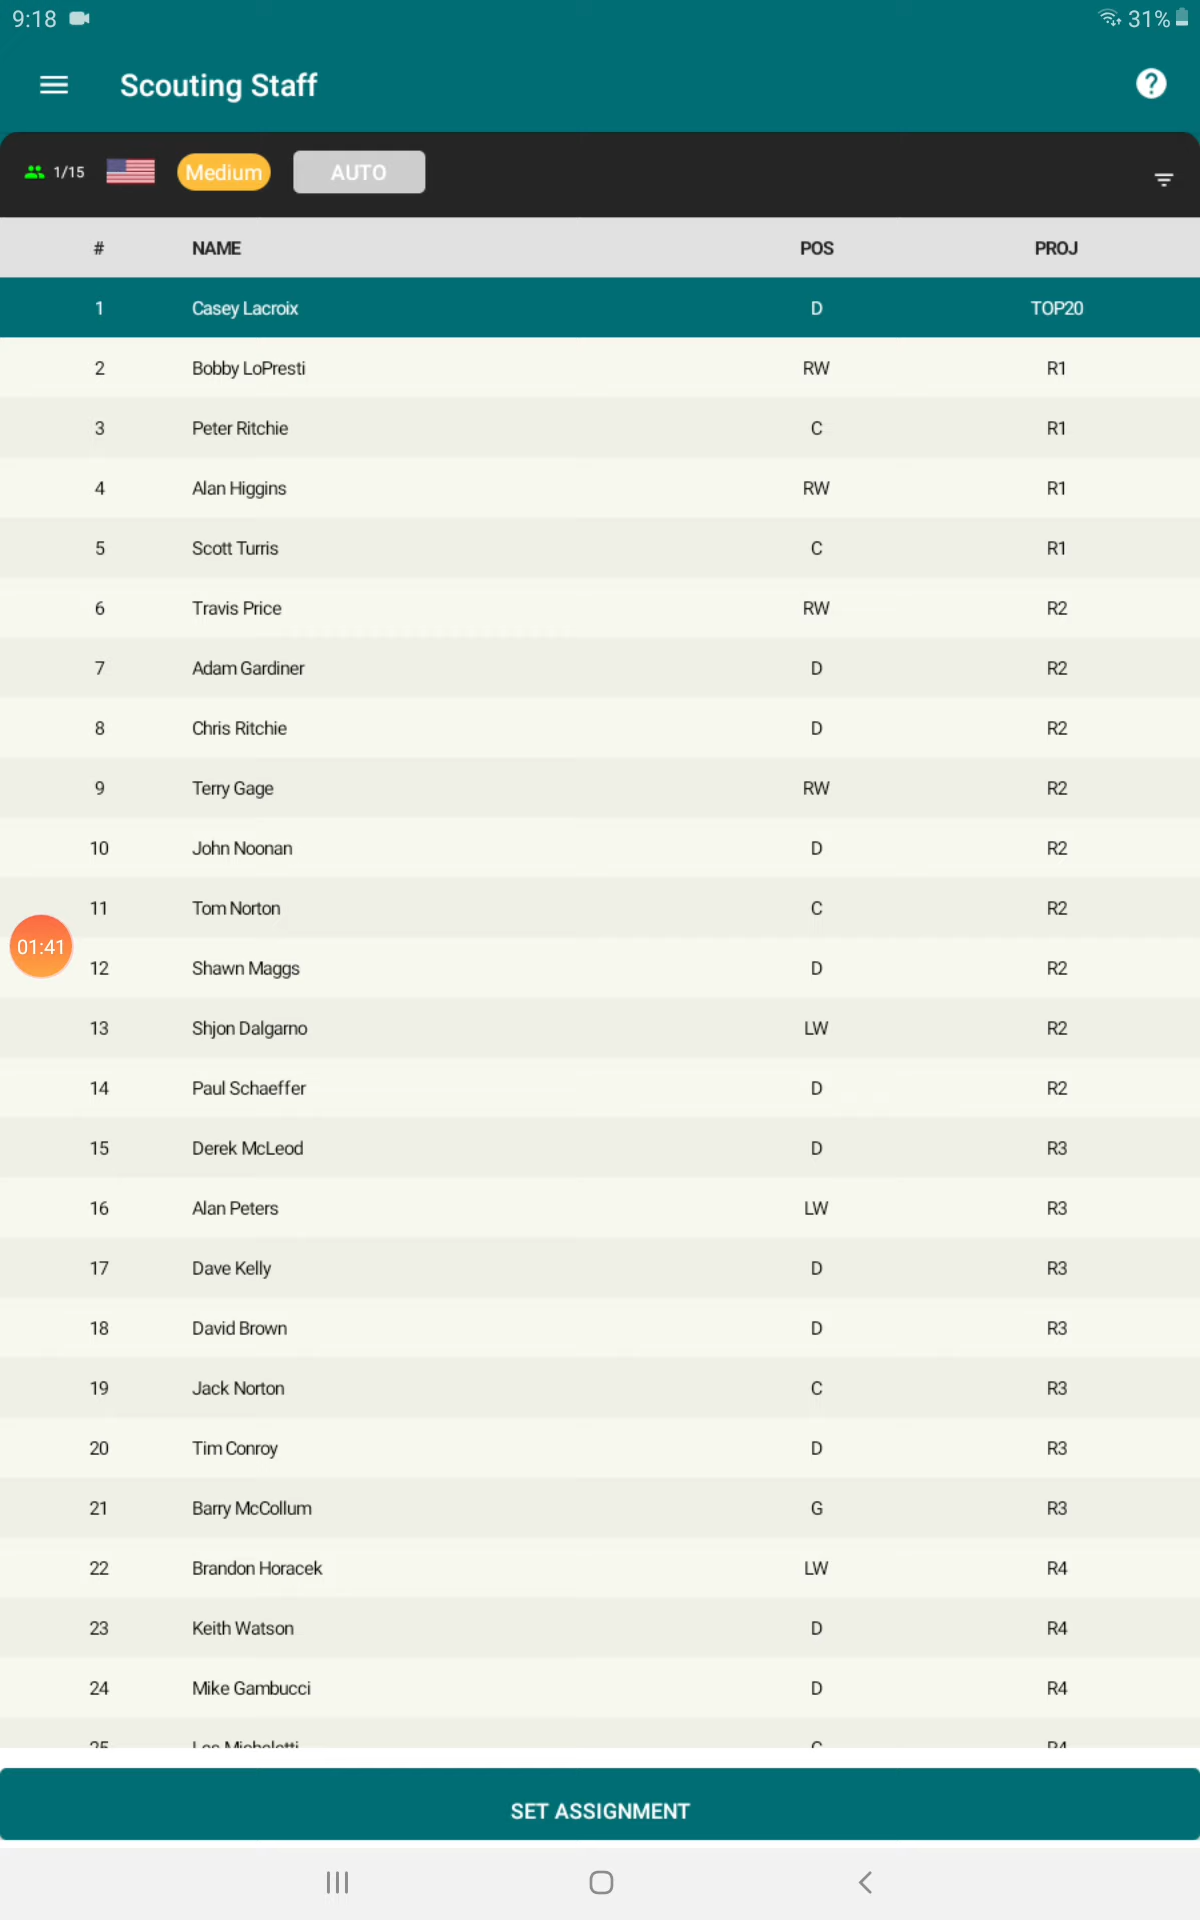 9:18 31%
Scouting Staff
1/15 Medium AUTO
# NAME POS PROJ
1 Casey Lacroix D TOP20
2 Bobby LoPresti RW R1
3 Peter Ritchie C R1
4 Alan Higgins RW R1
5 Scott Turris C R1
6 Travis Price RW R2
7 Adam Gardiner D R2
8 Chris Ritchie D R2
9 Terry Gage RW R2
10 John Noonan D R2
11 Tom Norton C R2
01:41
12 Shawn Maggs D R2
13 Shjon Dalgarno LW R2
14 Paul Schaeffer D R2
15 Derek McLeod D R3
16 Alan Peters LW R3
17 Dave Kelly D R3
18 David Brown D R3
19 Jack Norton C R3
20 Tim Conroy D R3
21 Barry McCollum G R3
22 Brandon Horacek LW R4
23 Keith Watson D R4
24 Mike Gambucci D R4
25 R4
SET ASSIGNMENT